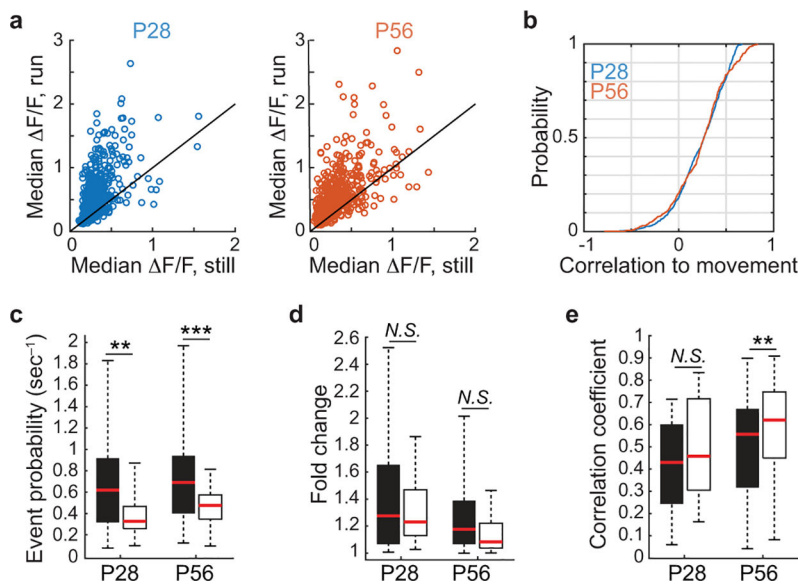 a
P28
P56
Median ΔF/F, run
3
2
1
0
0
1
2
Median ΔF/F, still
Median ΔF/F, run
3
2
1
0
0
1
2
Median ΔF/F, still
b
P28
P56
Probability
1
0.5
0
-1
0
1
Correlation to movement
c
Event probability (sec⁻¹)
2
1.8
1.6
1.4
1.2
1
0.8
0.6
0.4
0.2
0
**
***
P28
P56
d
Fold change
2.6
2.4
2.2
2
1.8
1.6
1.4
1.2
1
N.S.
N.S.
P28
P56
e
Correlation coefficient
1
0.9
0.8
0.7
0.6
0.5
0.4
0.3
0.2
0.1
0
N.S.
**
P28
P56